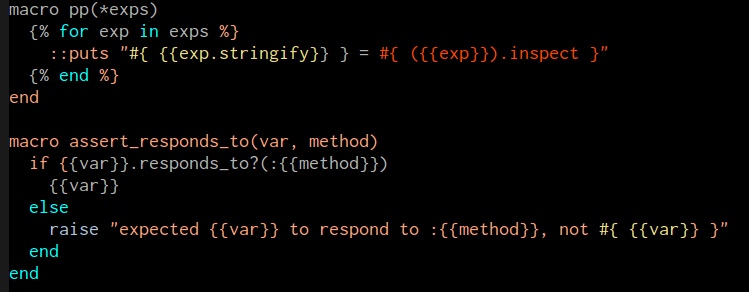 macro pp(*exps)
  {% for exp in exps %}
    ::puts "#{ {{exp.stringify}} } = #{ ({{exp}}).inspect }"
  {% end %}
end

macro assert_responds_to(var, method)
  if {{var}}.responds_to?(:{{method}})
    {{var}}
  else
    raise "expected {{var}} to respond to :{{method}}, not #{ {{var}} }"
  end
end